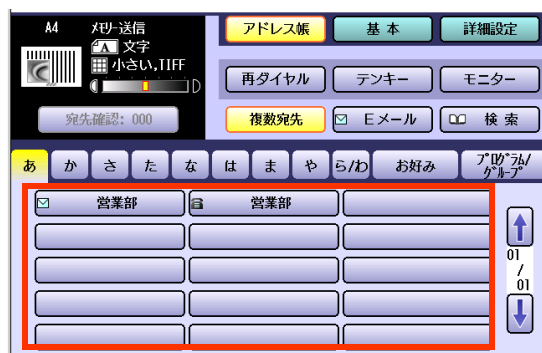 A4 ﾒﾓﾘｰ送信
A 文字
小さい,TIFF
D
宛先確認: 000
アドレス帳 基 本 詳細設定
再ダイヤル テンキー モニター
複数宛先 Eメール 検 索
あ か さ た な は ま や ら/わ お好み ﾌﾟﾛｸﾞﾗﾑ/
ｸﾞﾙｰﾌﾟ
営業部 営業部
01
/
01